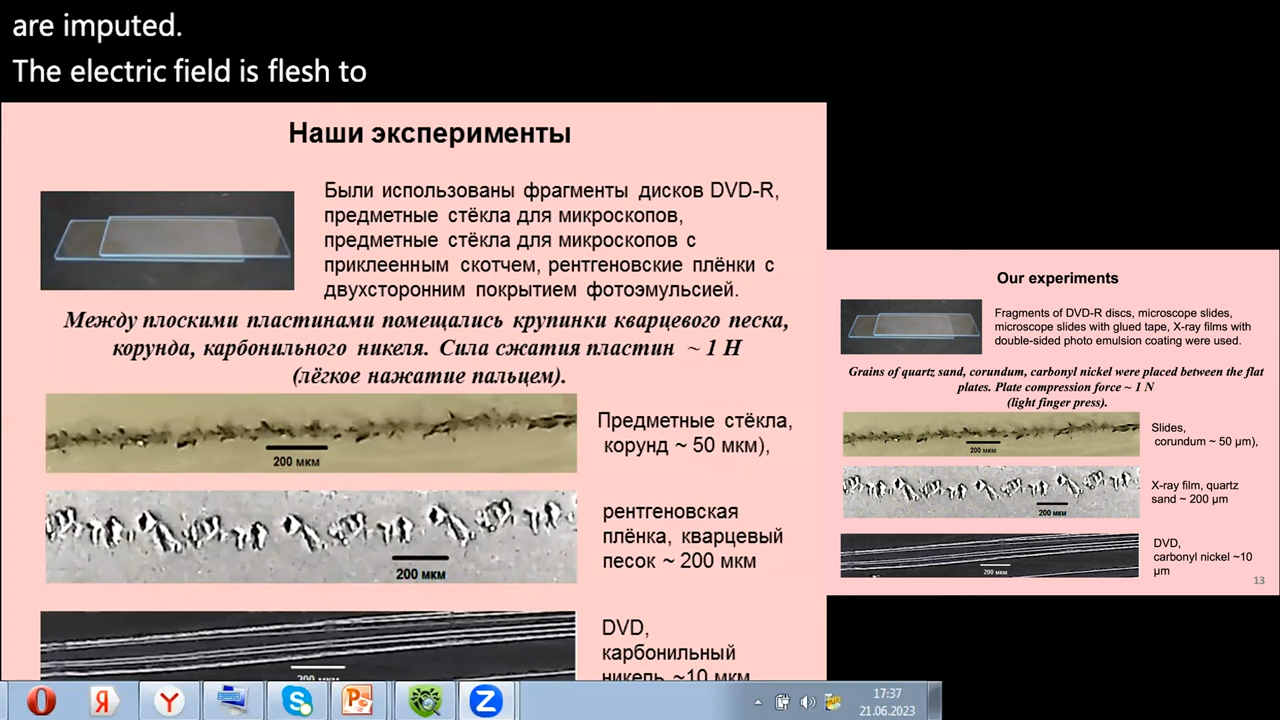 are imputed.
The electric field is flesh to
Наши эксперименты
Были использованы фрагменты дисков DVD-R,
предметные стёкла для микроскопов,
предметные стёкла для микроскопов с
приклеенным скотчем, рентгеновские плёнки с
двухсторонним покрытием фотоэмульсией.
Между плоскими пластинами помещались крупинки кварцевого песка,
корунда, карбонильного никеля. Сила сжатия пластин ~ 1 Н
(лёгкое нажатие пальцем).
200 мкм
Предметные стёкла,
корунд ~ 50 мкм),
200 мкм
рентгеновская
плёнка, кварцевый
песок ~ 200 мкм
200 мкм
DVD,
карбонильный
никель ~10 мкм
Our experiments
Fragments of DVD-R discs, microscope slides,
microscope slides with glued tape, X-ray films with
double-sided photo emulsion coating were used.
Grains of quartz sand, corundum, carbonyl nickel were placed between the flat
plates. Plate compression force ~ 1 N
(light finger press).
200 мкм
Slides,
corundum ~ 50 μm),
200 мкм
X-ray film, quartz
sand ~ 200 μm
200 мкм
DVD,
carbonyl nickel ~10
μm
13
Я
Y
S
P
Z
17:37
21.06.2023